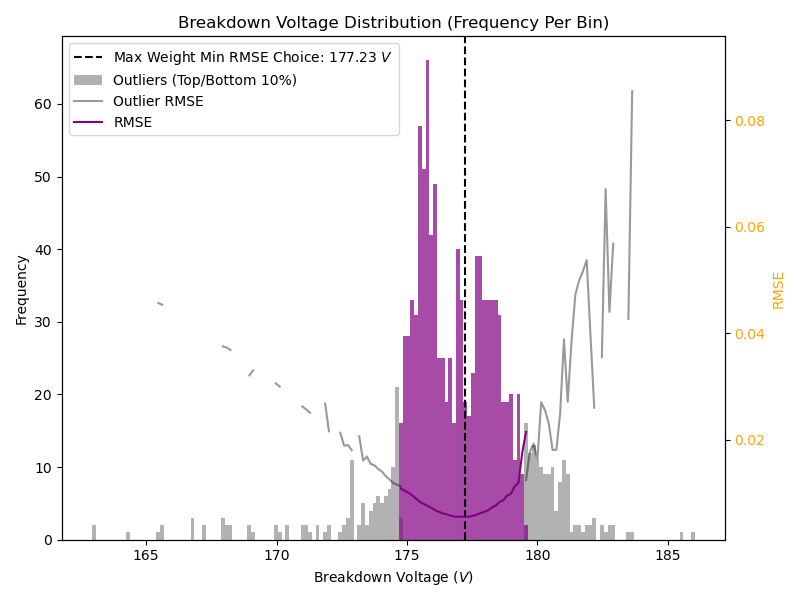 Breakdown Voltage Distribution (Frequency Per Bin)
Max Weight Min RMSE Choice: 177.23 V
Outliers (Top/Bottom 10%)
Outlier RMSE
RMSE
Frequency
0
10
20
30
40
50
60
165
170
175
180
185
Breakdown Voltage (V)
0.08
0.06
0.04
0.02
RMSE